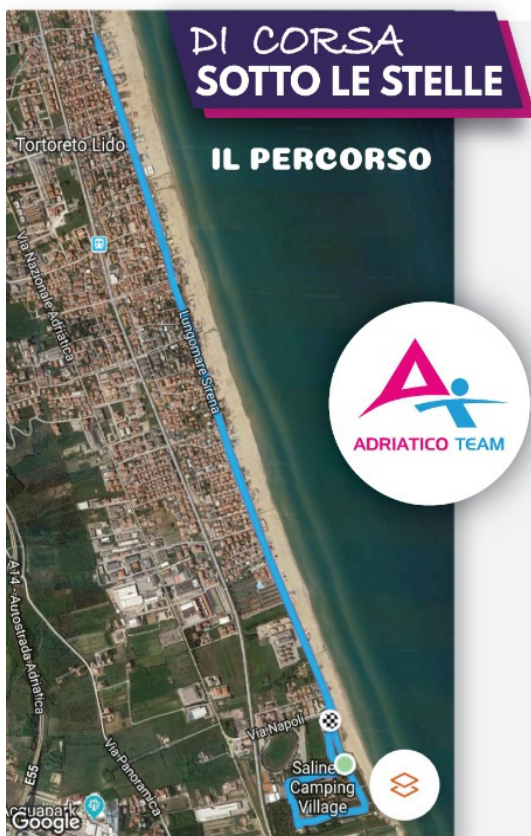 DI CORSA
SOTTO LE STELLE
IL PERCORSO
Tortoreto Lido
Via Nazionale Adriatica
Lungomare Sirena
ADRIATICO TEAM
A14 - Autostrada Adriatica
Via Napoli
Saline
Camping
Village
Via Panoramica
E55
cquapark
Google